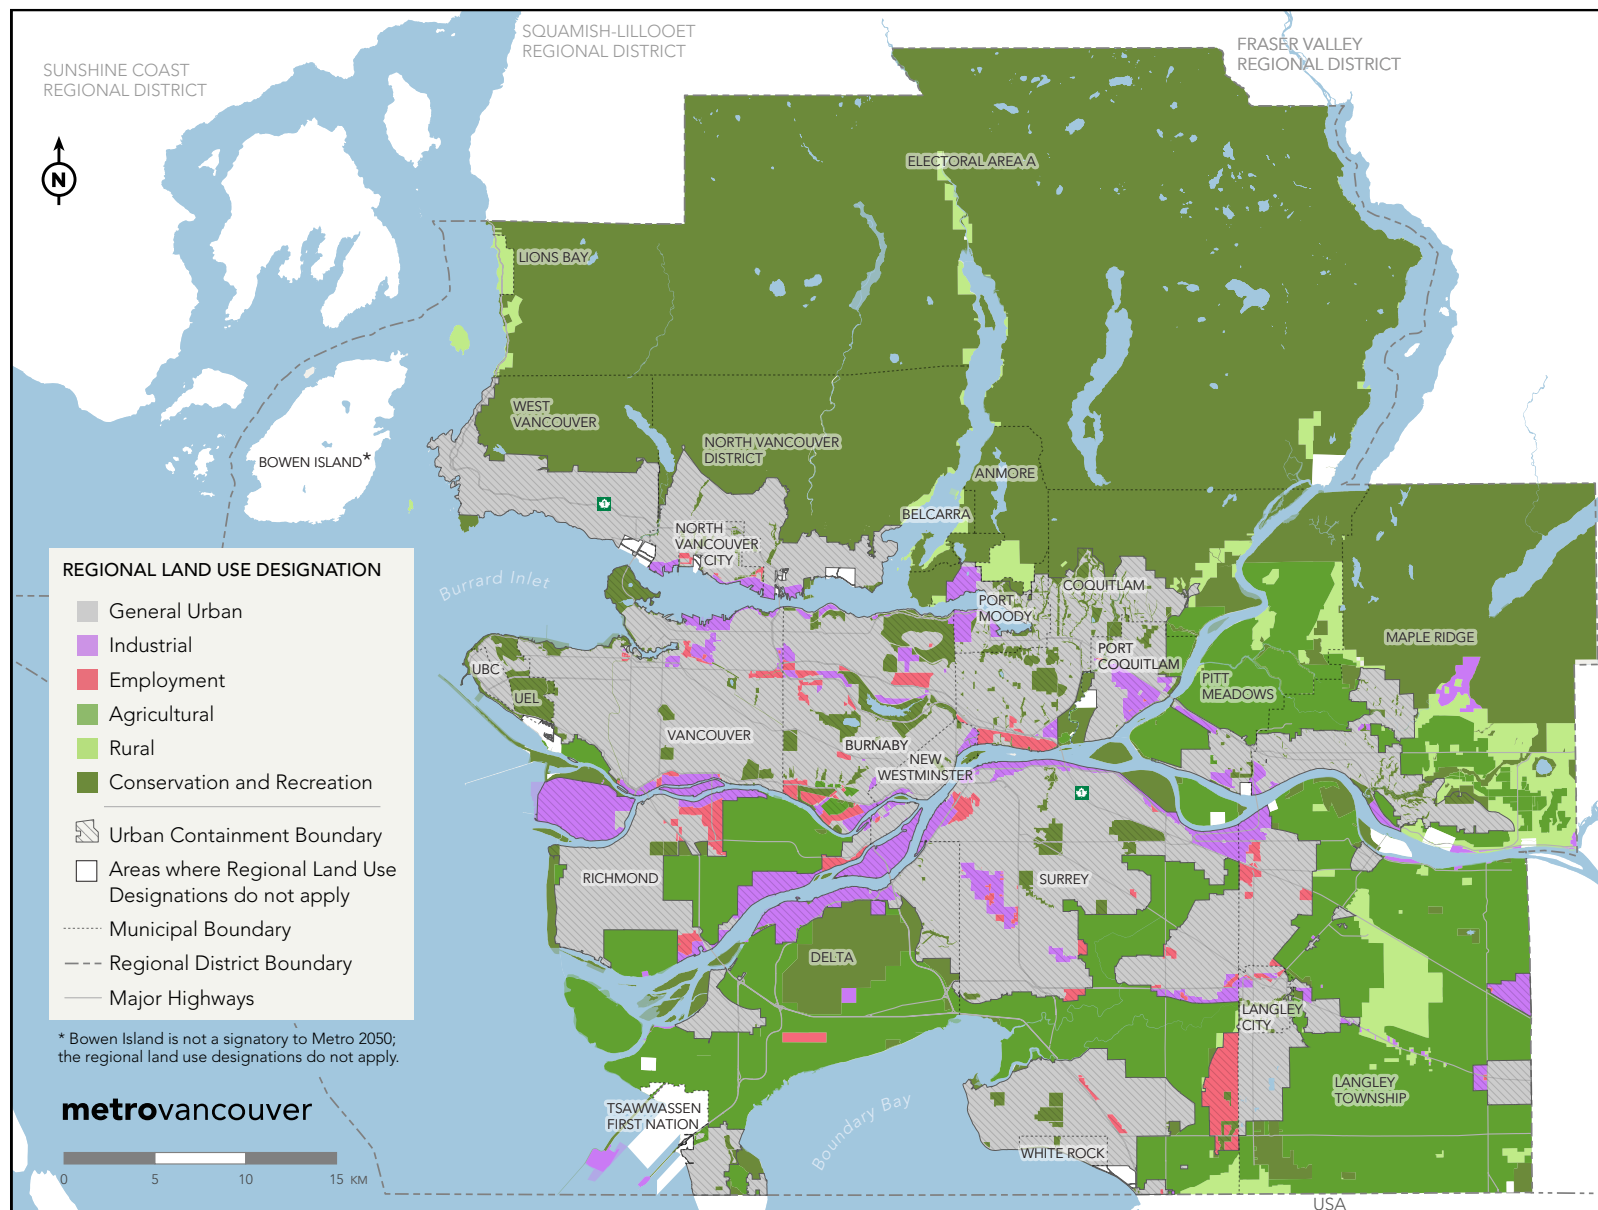 SQUAMISH-LILLOOET
REGIONAL DISTRICT
SUNSHINE COAST
REGIONAL DISTRICT
FRASER VALLEY
REGIONAL DISTRICT
N
ELECTORAL AREA A
LIONS BAY
WEST
VANCOUVER
NORTH VANCOUVER
DISTRICT
BOWEN ISLAND*
ANMORE
BELCARRA
1
NORTH
VANCOUVER
CITY
COQUITLAM
PORT
MOODY
Burrard Inlet
MAPLE RIDGE
PORT
COQUITLAM
UBC
UEL
PITT
MEADOWS
VANCOUVER
BURNABY
NEW
WESTMINSTER
1
RICHMOND
SURREY
DELTA
LANGLEY
CITY
LANGLEY
TOWNSHIP
TSAWWASSEN
FIRST NATION
Boundary Bay
WHITE ROCK
USA
REGIONAL LAND USE DESIGNATION
General Urban
Industrial
Employment
Agricultural
Rural
Conservation and Recreation
Urban Containment Boundary
Areas where Regional Land Use
Designations do not apply
Municipal Boundary
Regional District Boundary
Major Highways
* Bowen Island is not a signatory to Metro 2050;
the regional land use designations do not apply.
metrovancouver
0 5 10 15 KM